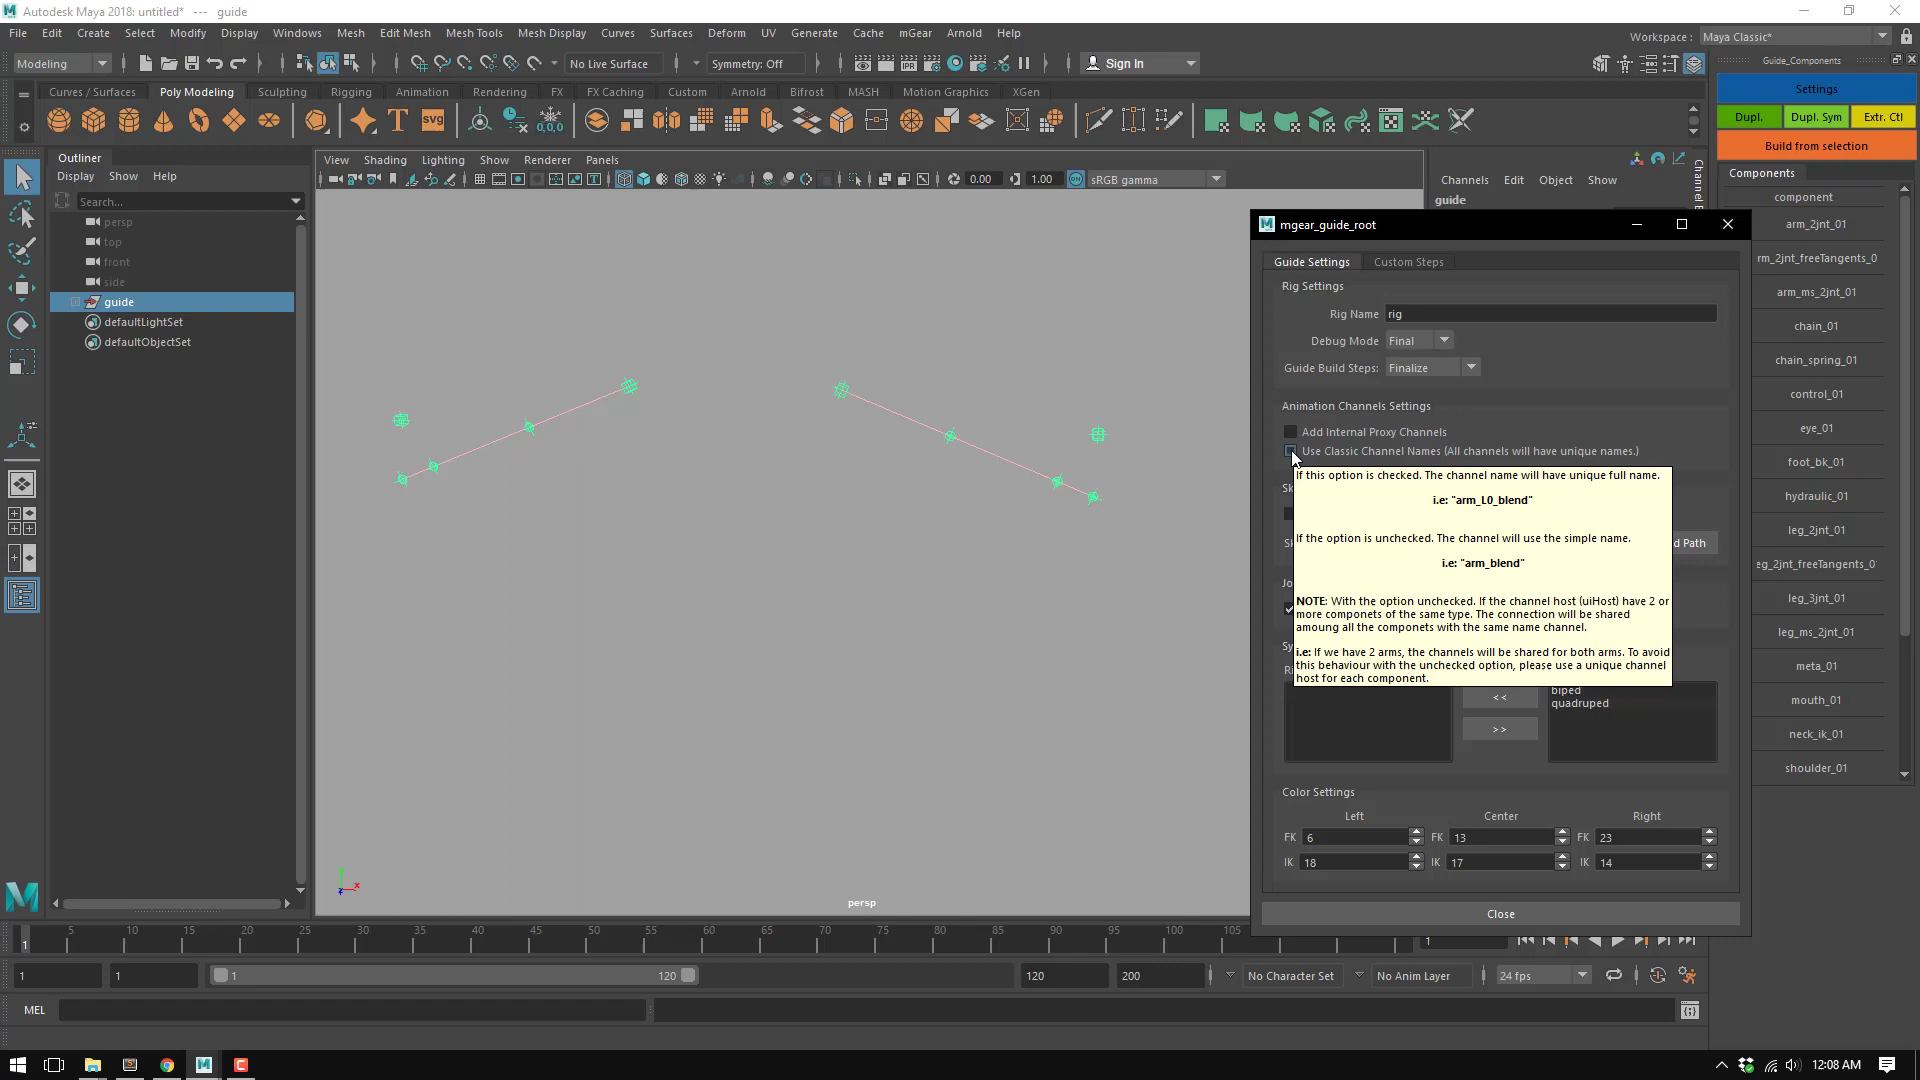 Autodesk Maya 2018: untitled* --- guide
File Edit Create Select Modify Display Windows Mesh Edit Mesh Mesh Tools Mesh Display Curves Surfaces Deform UV Generate Cache mGear Arnold Help
Workspace : Maya Classic*
Modeling
No Live Surface
Symmetry: Off
Sign In
Curves / Surfaces Poly Modeling Sculpting Rigging Animation Rendering FX FX Caching Custom Arnold Bifrost MASH Motion Graphics XGen
Outliner
Display Show Help
Search...
persp
top
front
side
guide
defaultLightSet
defaultObjectSet
View Shading Lighting Show Renderer Panels
0.00
1.00
sRGB gamma
persp
Channels Edit Object Show
guide
mgear_guide_root
Guide Settings Custom Steps
Rig Settings
Rig Name rig
Debug Mode Final
Guide Build Steps: Finalize
Animation Channels Settings
Add Internal Proxy Channels
Use Classic Channel Names (All channels will have unique names.)
If this option is checked. The channel name will have unique full name.
i.e: "arm_L0_blend"
If the option is unchecked. The channel will use the simple name.
i.e: "arm_blend"
NOTE: With the option unchecked. If the channel host (uiHost) have 2 or
more componets of the same type. The connection will be shared
amoung all the componets with the same name channel.
i.e: If we have 2 arms, the channels will be shared for both arms. To avoid
this behaviour with the unchecked option, please use a unique channel
host for each component.
d Path
biped
quadruped
<<
>>
Color Settings
Left Center Right
FK 6 FK 13 FK 23
IK 18 IK 17 IK 14
Close
Guide_Components
Settings
Dupl. Dupl. Sym Extr. Ctl
Build from selection
Components
component
arm_2jnt_01
rm_2jnt_freeTangents_0
arm_ms_2jnt_01
chain_01
chain_spring_01
control_01
eye_01
foot_bk_01
hydraulic_01
leg_2jnt_01
eg_2jnt_freeTangents_0
leg_3jnt_01
leg_ms_2jnt_01
meta_01
mouth_01
neck_ik_01
shoulder_01
1 5 10 15 20 25 30 35 40 45 50 55 60 65 70 75 80 85 90 95 100 105
1
1 1 1 120 120 200 No Character Set No Anim Layer 24 fps
MEL
12:08 AM